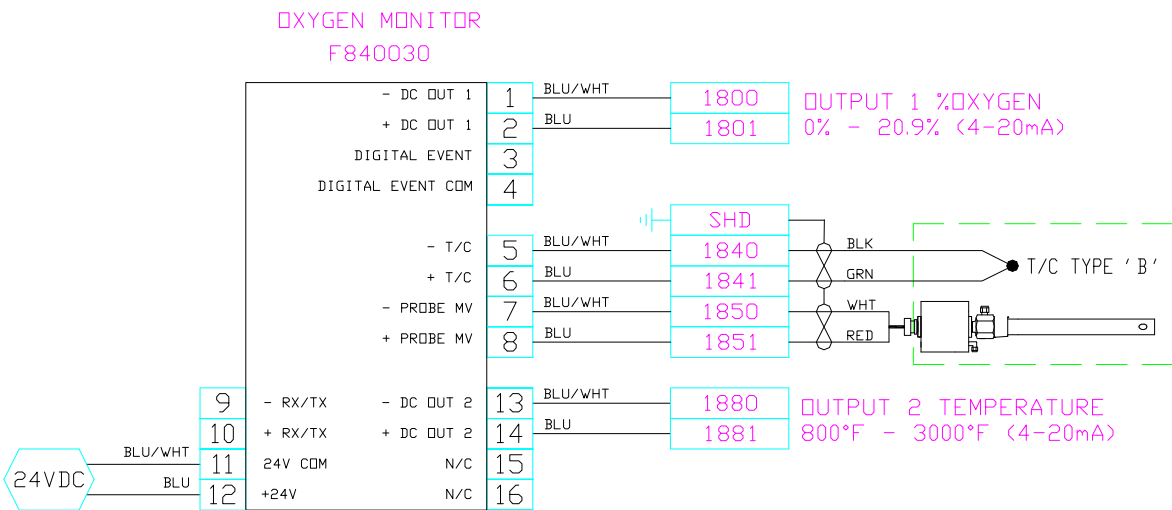 OXYGEN MONITOR
F840030
- DC OUT 1 1 BLU/WHT 1800
+ DC OUT 1 2 BLU 1801
OUTPUT 1 %OXYGEN
0% - 20.9% (4-20mA)
DIGITAL EVENT 3
DIGITAL EVENT COM 4
SHD
- T/C 5 BLU/WHT 1840 BLK
+ T/C 6 BLU 1841 GRN
T/C TYPE 'B'
- PROBE MV 7 BLU/WHT 1850 WHT
+ PROBE MV 8 BLU 1851 RED
9 - RX/TX - DC OUT 2 13 BLU/WHT 1880
10 + RX/TX + DC OUT 2 14 BLU 1881
OUTPUT 2 TEMPERATURE
800°F - 3000°F (4-20mA)
24VDC
BLU/WHT 11 24V COM N/C 15
BLU 12 +24V N/C 16